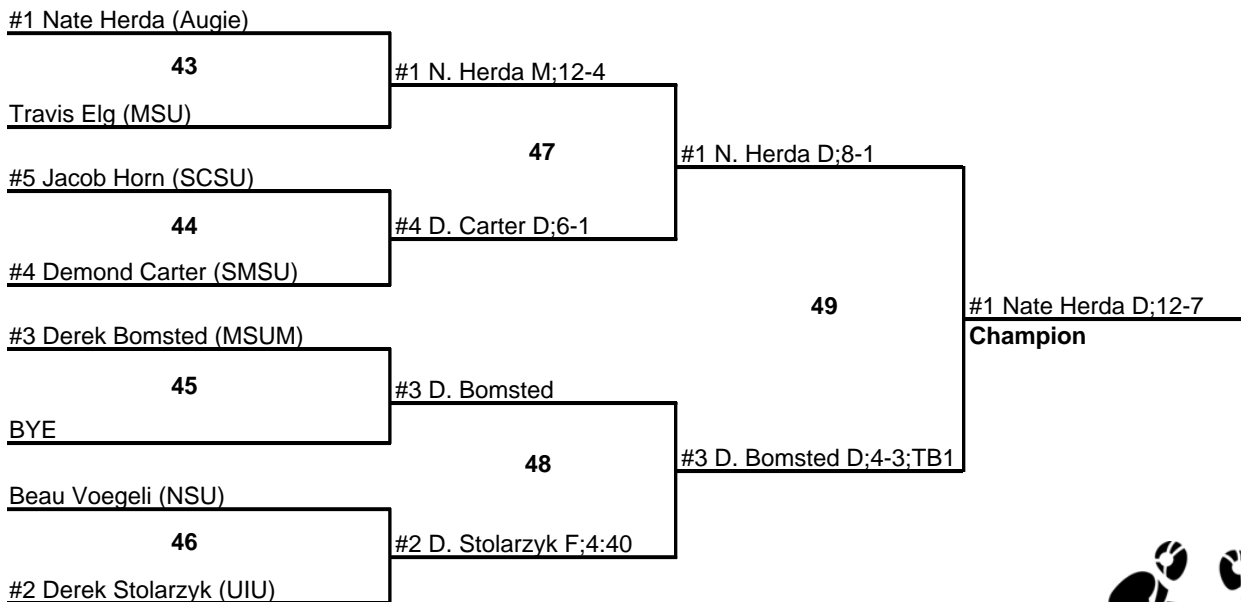 #1 Nate Herda (Augie)
43
#1 N. Herda M;12-4
Travis Elg (MSU)
47
#1 N. Herda D;8-1
#5 Jacob Horn (SCSU)
44
#4 D. Carter D;6-1
#4 Demond Carter (SMSU)
49
#1 Nate Herda D;12-7
Champion
#3 Derek Bomsted (MSUM)
45
#3 D. Bomsted
BYE
48
#3 D. Bomsted D;4-3;TB1
Beau Voegeli (NSU)
46
#2 D. Stolarzyk F;4:40
#2 Derek Stolarzyk (UIU)